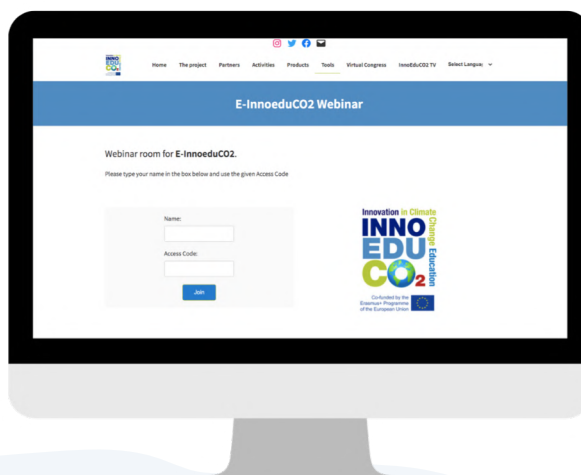 Home The project Partners Activities Products Tools Virtual Congress InnoEduCO2 TV Select Languag
E-InnoeduCO2 Webinar
Webinar room for E-InnoeduCO2.
Please type your name in the box below and use the given Access Code
Name:
Access Code:
Join
Innovation in Climate
Change Education
INNO
EDU
CO2
Co-funded by the
Erasmus+ Programme
of the European Union